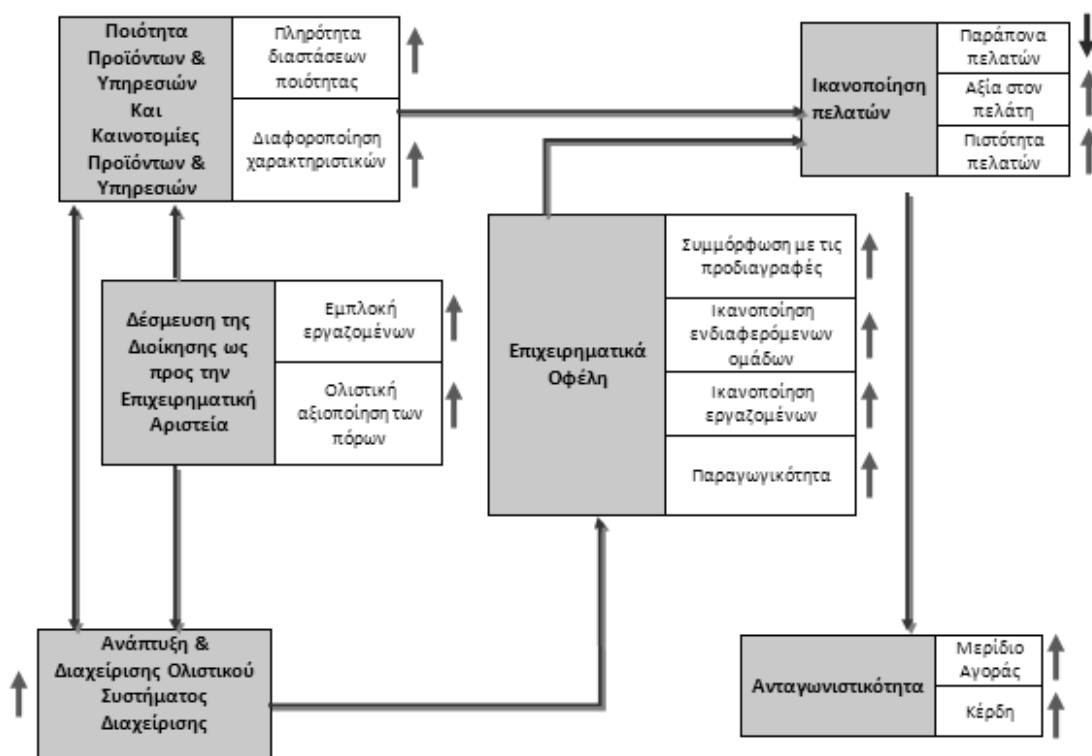 Ποιότητα
Προϊόντων &
Υπηρεσιών
Και
Καινοτομίες
Προϊόντων &
Υπηρεσιών
Πληρότητα
διαστάσεων
ποιότητας
Διαφοροποίηση
χαρακτηριστικών
Ικανοποίηση
πελατών
Παράπονα
πελατών
Αξία στον
πελάτη
Πιστότητα
πελατών
Δέσμευση της
Διοίκησης ως
προς την
Επιχειρηματική
Αριστεία
Εμπλοκή
εργαζομένων
Ολιστική
αξιοποίηση των
πόρων
Επιχειρηματικά
Οφέλη
Συμμόρφωση με τις
προδιαγραφές
Ικανοποίηση
ενδιαφερόμενων
ομάδων
Ικανοποίηση
εργαζομένων
Παραγωγικότητα
Ανάπτυξη &
Διαχείρισης Ολιστικού
Συστήματος
Διαχείρισης
Ανταγωνιστικότητα
Μερίδιο
Αγοράς
Κέρδη